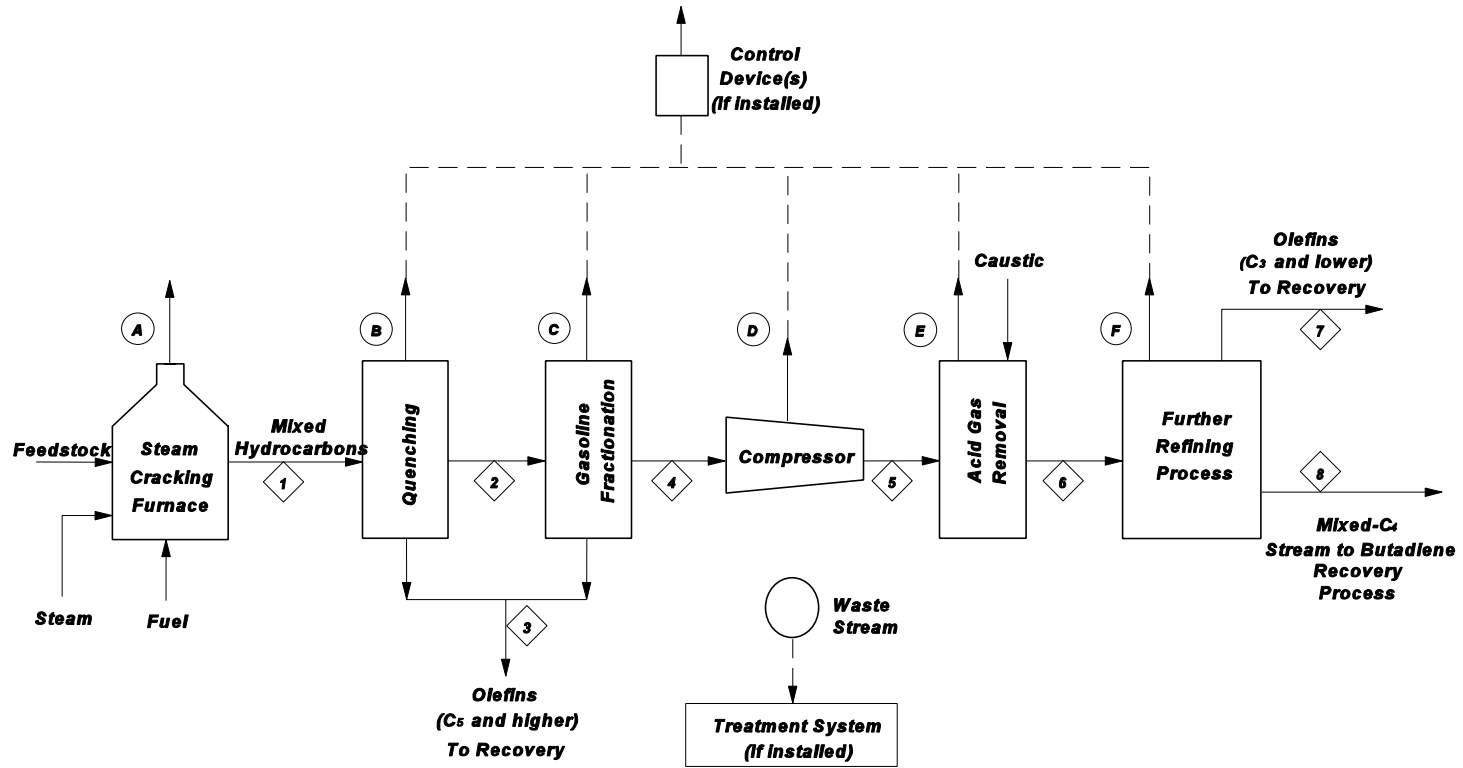 Control
Device(s)
(If installed)
Olefins
(C₃ and lower)
To Recovery
Caustic
A
B
C
D
E
F
7
Feedstock
Steam
Cracking
Furnace
Mixed
Hydrocarbons
1
Quenching
2
Gasoline
Fractionation
4
Compressor
5
Acid Gas
Removal
6
Further
Refining
Process
8
Mixed-C₄
Stream to Butadiene
Recovery
Process
Steam
Fuel
3
Olefins
(C₅ and higher)
To Recovery
Waste
Stream
Treatment System
(If installed)